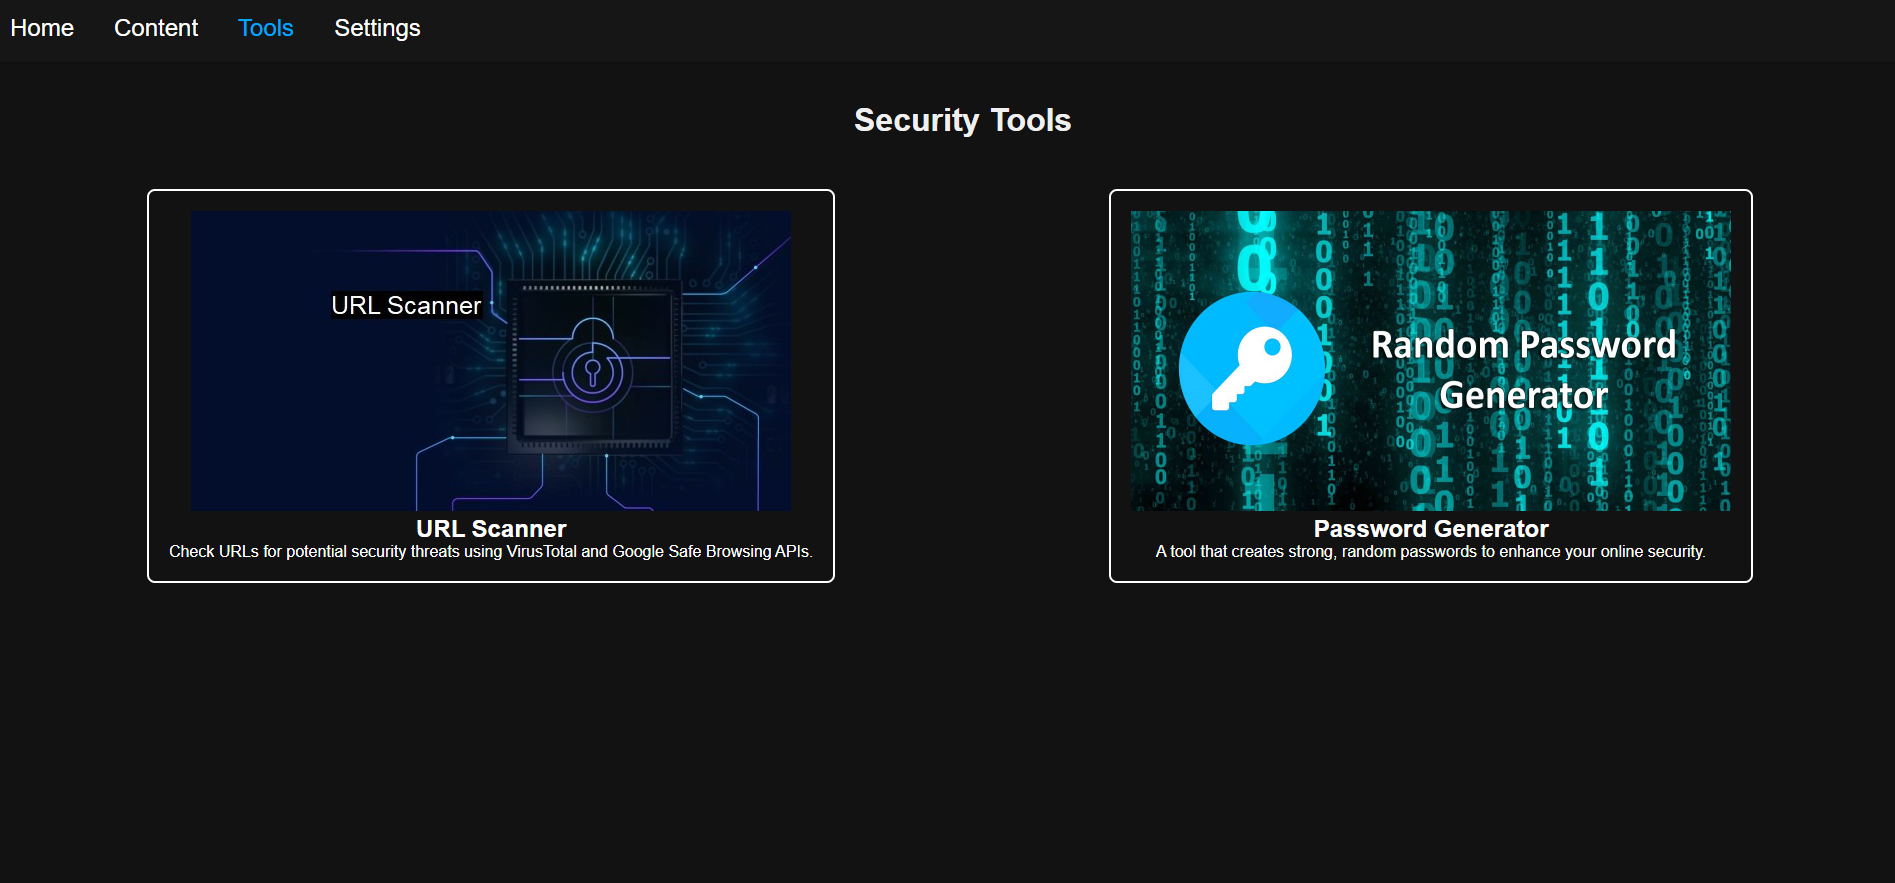 Home
Content
Tools
Settings
Security Tools
URL Scanner
URL Scanner
Check URLs for potential security threats using VirusTotal and Google Safe Browsing APIs.
Random Password
Generator
Password Generator
A tool that creates strong, random passwords to enhance your online security.